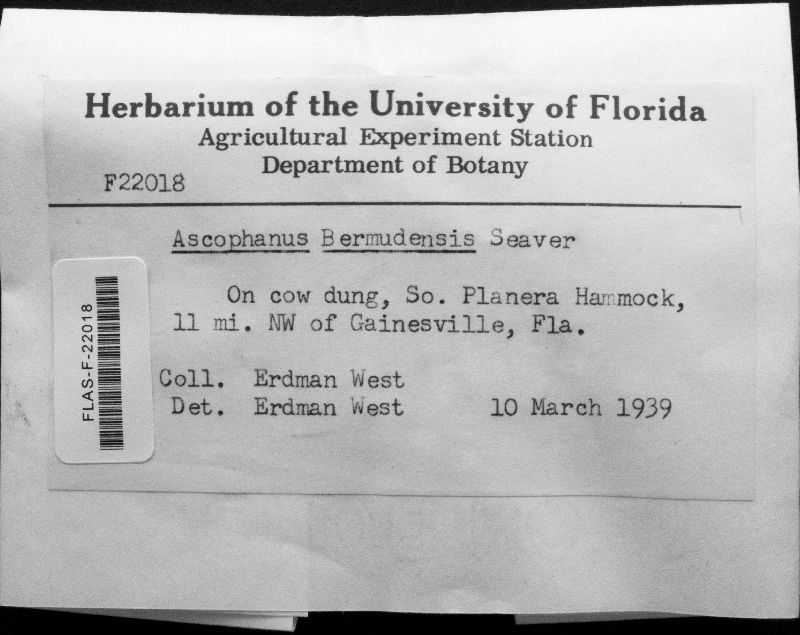 Herbarium of the University of Florida
Agricultural Experiment Station
Department of Botany
F22018
Ascophanus Bermudensis Seaver
On cow dung, So. Planera Hammock,
11 mi. NW of Gainesville, Fla.
Coll. Erdman West
Det. Erdman West 10 March 1939
FLAS-F-22018